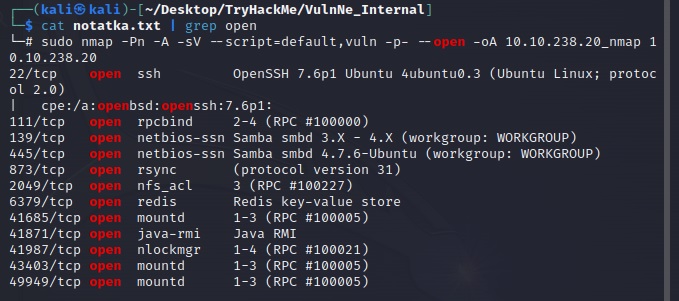 ┌──(kali㉿kali)-[~/Desktop/TryHackMe/VulnNe_Internal]
└─$ cat notatka.txt | grep open
└─# sudo nmap -Pn -A -sV --script=default,vuln -p- --open -oA 10.10.238.20_nmap 1
0.10.238.20
22/tcp    open  ssh         OpenSSH 7.6p1 Ubuntu 4ubuntu0.3 (Ubuntu Linux; protoc
ol 2.0)
|   cpe:/a:openbsd:openssh:7.6p1:
111/tcp   open  rpcbind     2-4 (RPC #100000)
139/tcp   open  netbios-ssn Samba smbd 3.X - 4.X (workgroup: WORKGROUP)
445/tcp   open  netbios-ssn Samba smbd 4.7.6-Ubuntu (workgroup: WORKGROUP)
873/tcp   open  rsync       (protocol version 31)
2049/tcp  open  nfs_acl     3 (RPC #100227)
6379/tcp  open  redis       Redis key-value store
41685/tcp open  mountd      1-3 (RPC #100005)
41871/tcp open  java-rmi    Java RMI
41987/tcp open  nlockmgr    1-4 (RPC #100021)
43403/tcp open  mountd      1-3 (RPC #100005)
49949/tcp open  mountd      1-3 (RPC #100005)